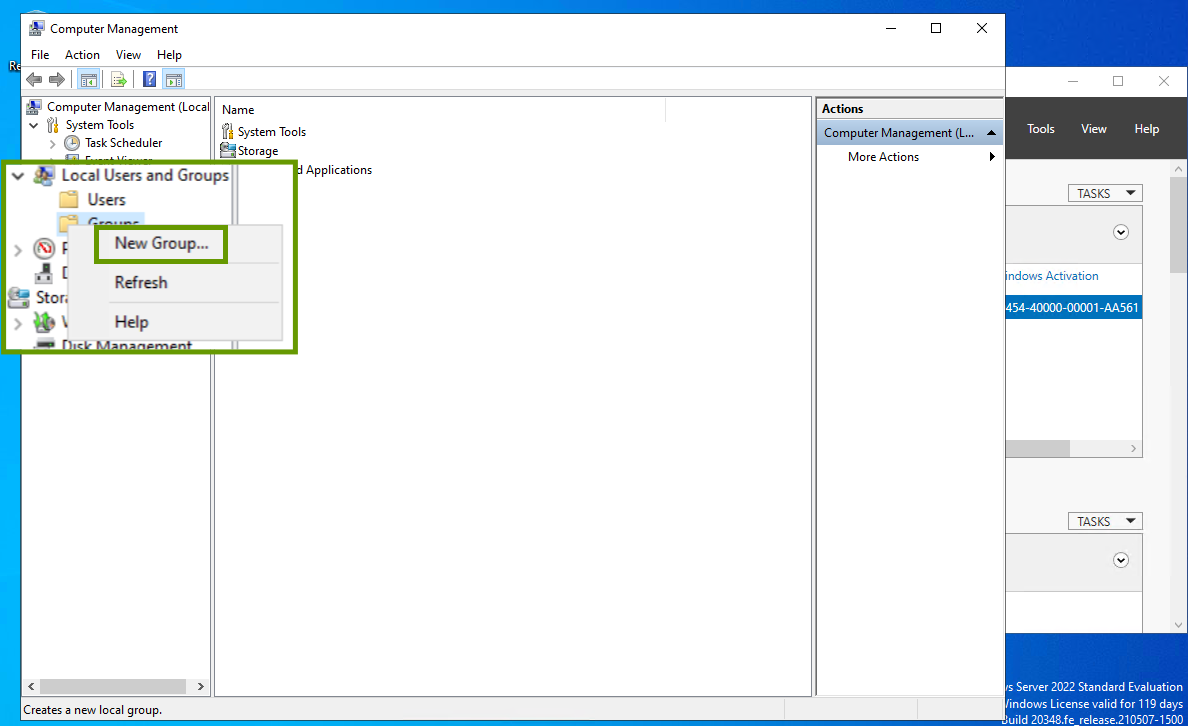 Computer Management
File Action View Help
Computer Management (Local
System Tools
Task Scheduler
Event Viewer
Local Users and Groups
Users
Groups
New Group...
Refresh
Help
Disk Management
Name
System Tools
Storage
d Applications
Actions
Computer Management (L...
More Actions
Creates a new local group.
Tools View Help
TASKS
indows Activation
454-40000-00001-AA561
TASKS
Server 2022 Standard Evaluation
Windows License valid for 119 days
Build 20348.fe_release.210507-1500